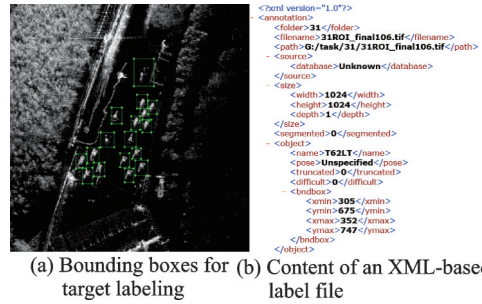 <?xml version="1.0"?>
- <annotation>
<folder>31</folder>
<filename>31ROI_final106.tif</filename>
<path>G:/task/31/31ROI_final106.tif</path>
- <source>
<database>Unknown</database>
</source>
- <size>
<width>1024</width>
<height>1024</height>
<depth>1</depth>
</size>
<segmented>0</segmented>
- <object>
<name>T62LT</name>
<pose>Unspecified</pose>
<truncated>0</truncated>
<difficult>0</difficult>
- <bndbox>
<xmin>305</xmin>
<ymin>675</ymin>
<xmax>352</xmax>
<ymax>747</ymax>
</bndbox>
</object>
(a) Bounding boxes for
target labeling
(b) Content of an XML-based
label file